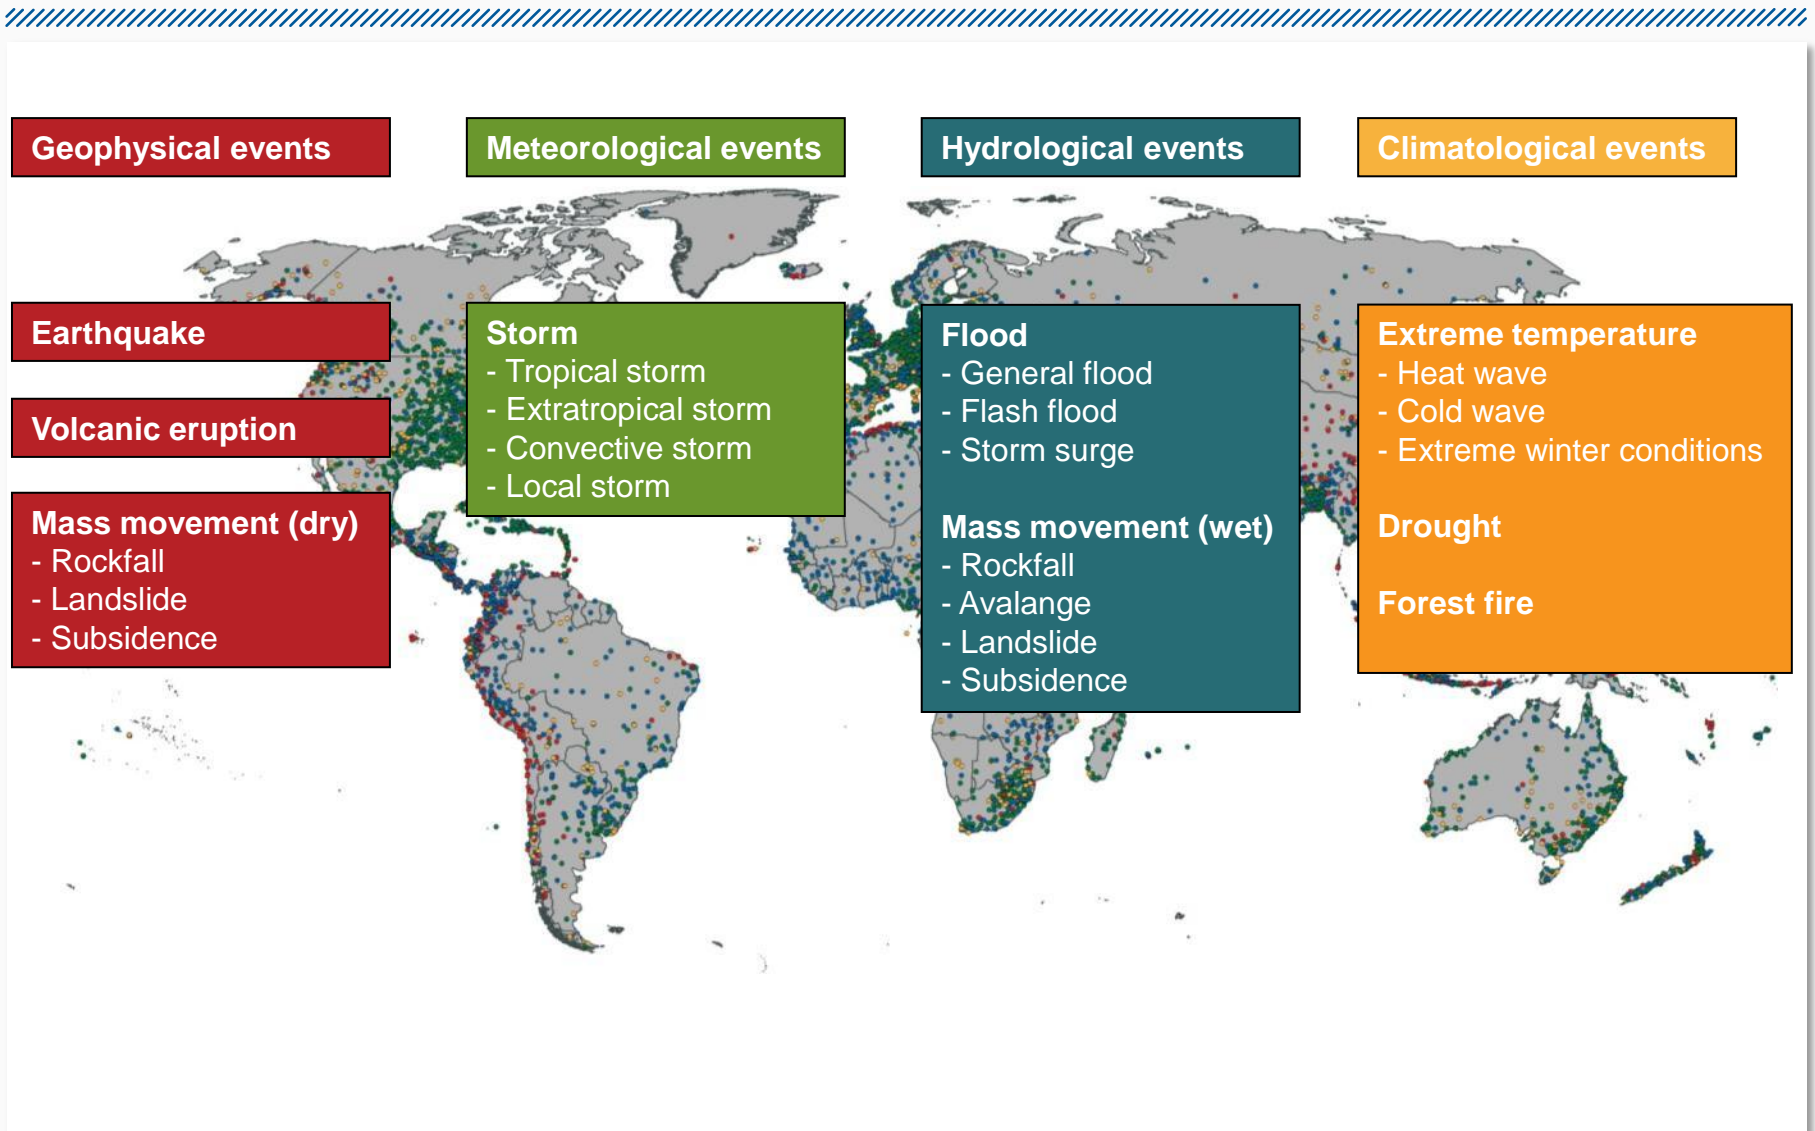 Geophysical events
Meteorological events
Hydrological events
Climatological events
Earthquake
Volcanic eruption
Mass movement (dry)
- Rockfall
- Landslide
- Subsidence
Storm
- Tropical storm
- Extratropical storm
- Convective storm
- Local storm
Flood
- General flood
- Flash flood
- Storm surge
Mass movement (wet)
- Rockfall
- Avalange
- Landslide
- Subsidence
Extreme temperature
- Heat wave
- Cold wave
- Extreme winter conditions
Drought
Forest fire